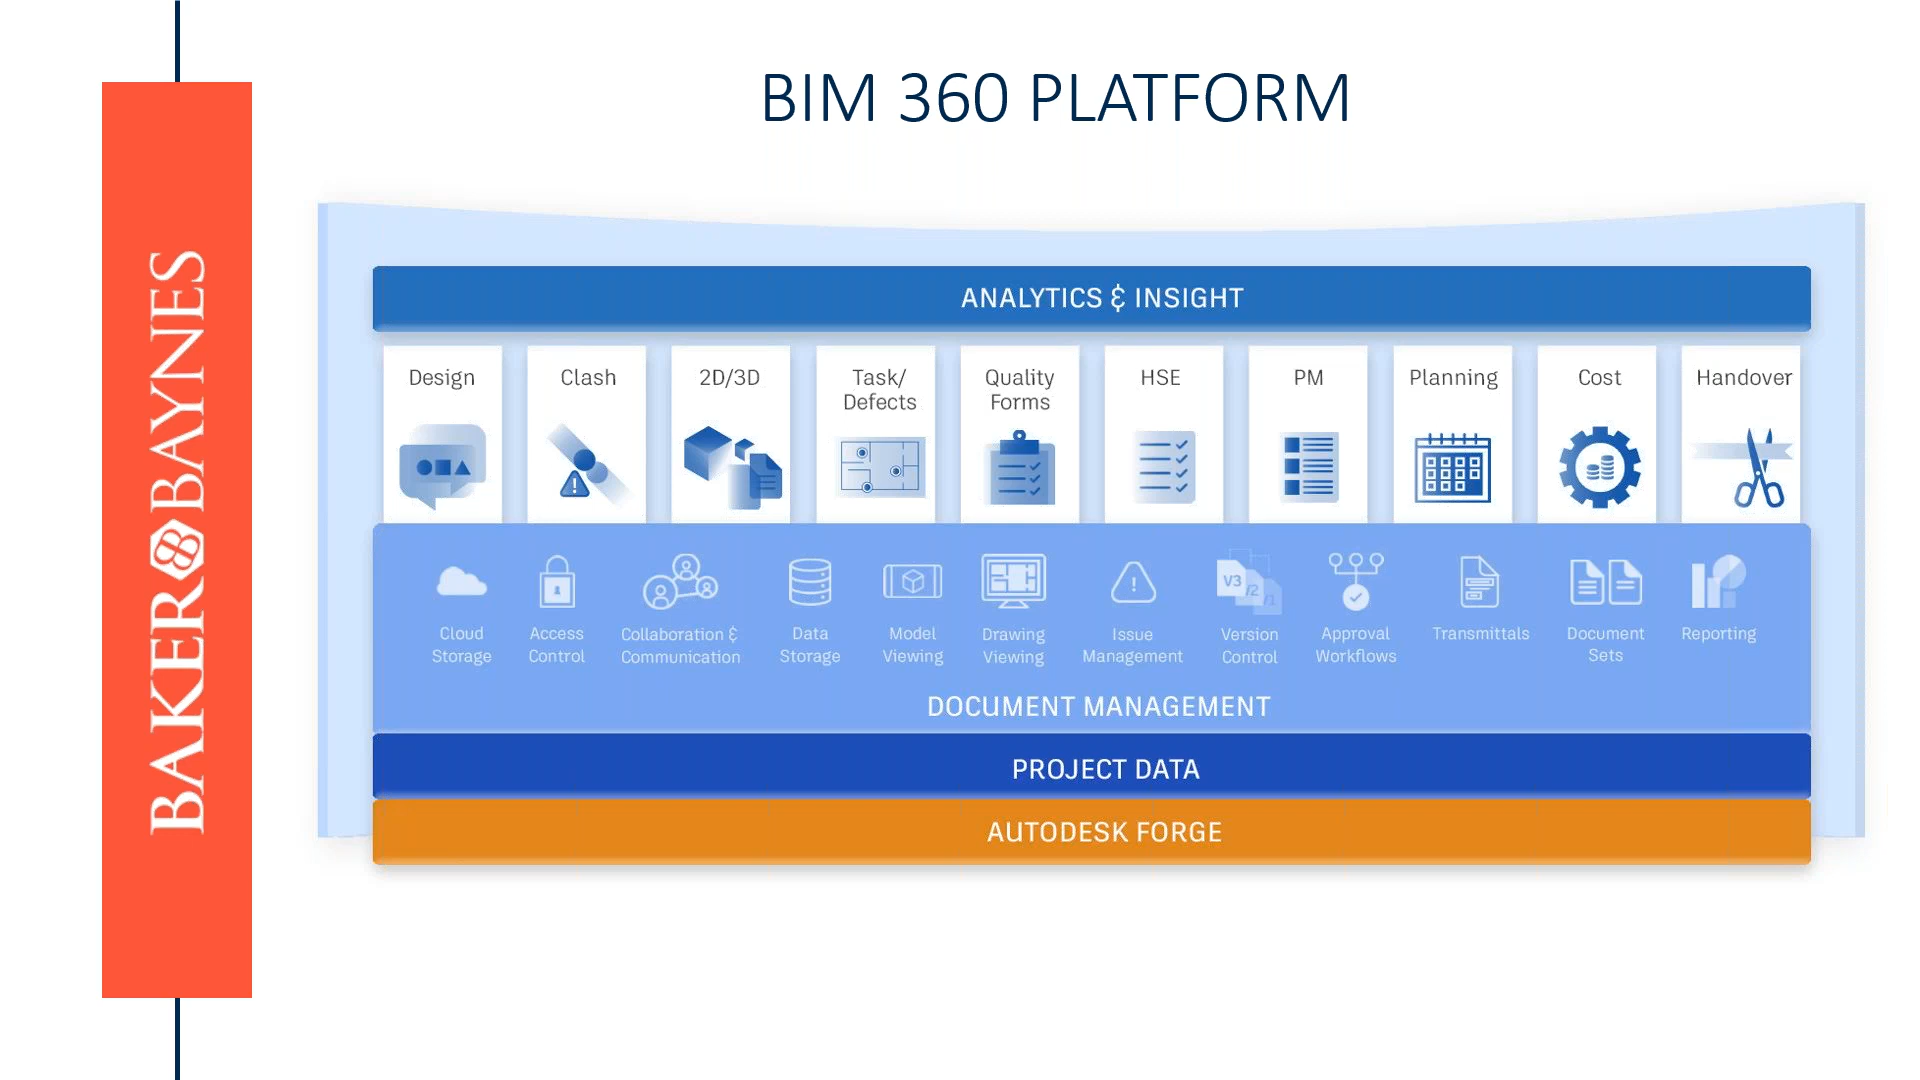 BIM 360 PLATFORM
BAKER BAYNES
ANALYTICS & INSIGHT
Design
Clash
2D/3D
Task/
Defects
Quality
Forms
HSE
PM
Planning
Cost
Handover
Cloud
Storage
Access
Control
Collaboration &
Communication
Data
Storage
Model
Viewing
Drawing
Viewing
Issue
Management
V3
/2
/1
Version
Control
Approval
Workflows
Transmittals
Document
Sets
Reporting
DOCUMENT MANAGEMENT
PROJECT DATA
AUTODESK FORGE